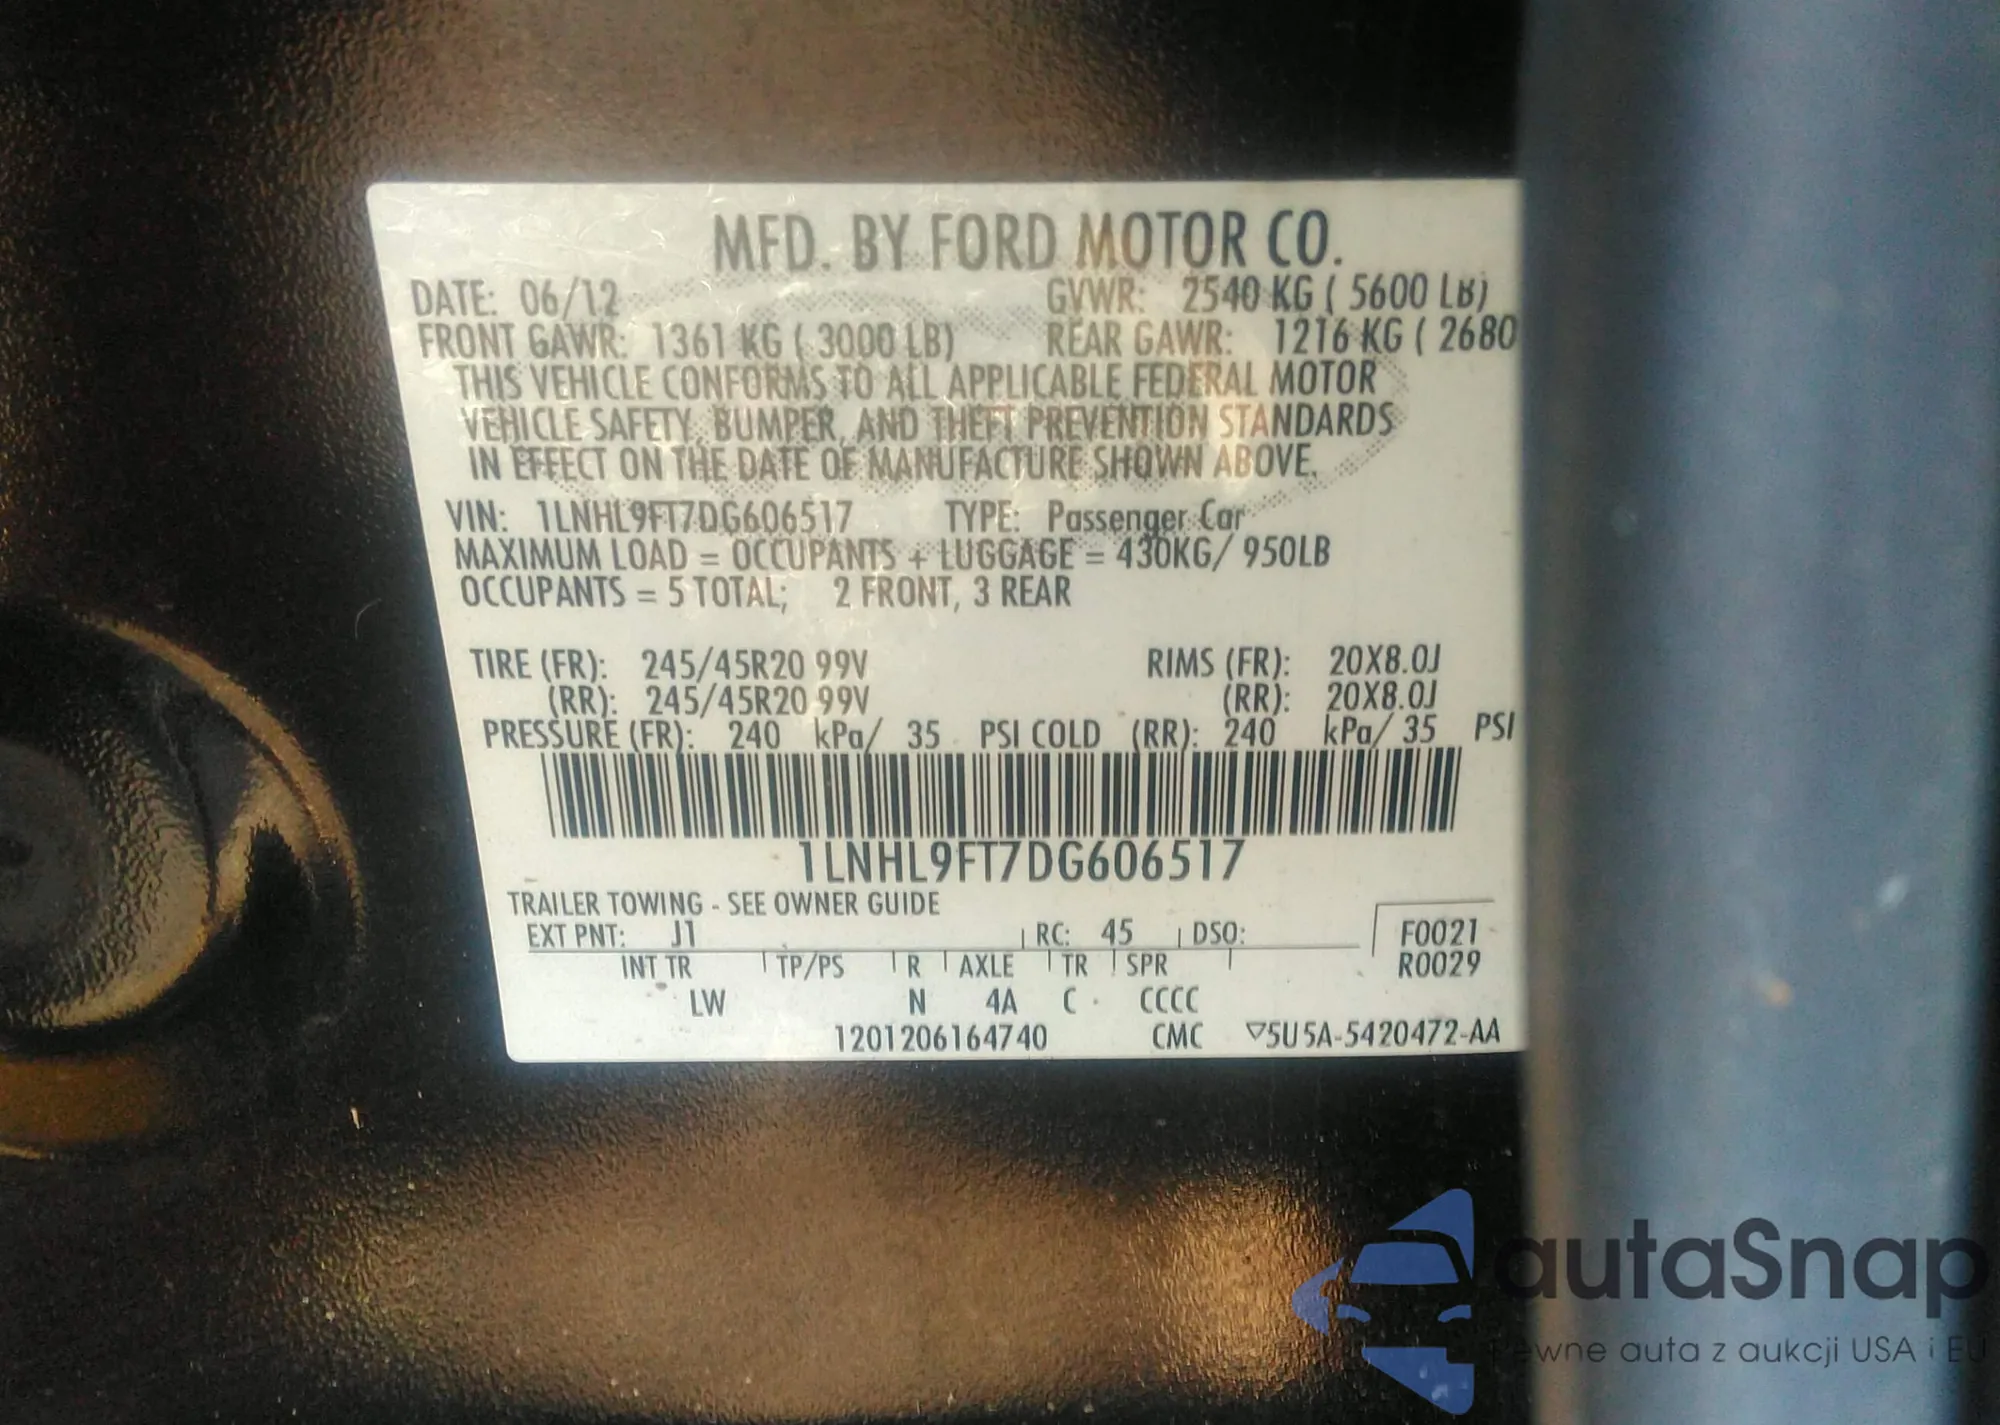 MFD. BY FORD MOTOR CO.
DATE: 06/12 GVWR: 2540 KG ( 5600 LB)
FRONT GAWR: 1361 KG ( 3000 LB) REAR GAWR: 1216 KG ( 2680
THIS VEHICLE CONFORMS TO ALL APPLICABLE FEDERAL MOTOR
VEHICLE SAFETY, BUMPER, AND THEFT PREVENTION STANDARDS
IN EFFECT ON THE DATE OF MANUFACTURE SHOWN ABOVE.
VIN: 1LNHL9FT7DG606517 TYPE: Passenger Car
MAXIMUM LOAD = OCCUPANTS + LUGGAGE = 430KG/ 950LB
OCCUPANTS = 5 TOTAL; 2 FRONT, 3 REAR
TIRE (FR): 245/45R20 99V RIMS (FR): 20X8.0J
(RR): 245/45R20 99V (RR): 20X8.0J
PRESSURE (FR): 240 kPa/ 35 PSI COLD (RR): 240 kPa/ 35 PSI
1LNHL9FT7DG606517
TRAILER TOWING - SEE OWNER GUIDE
EXT PNT: J1 RC: 45 DSO: F0021
INT TR TP/PS R AXLE TR SPR R0029
LW N 4A C CCCC
1201206164740 CMC ▽5U5A-5420472-AA
autaSnap
Pewne auta z aukcji USA i EU